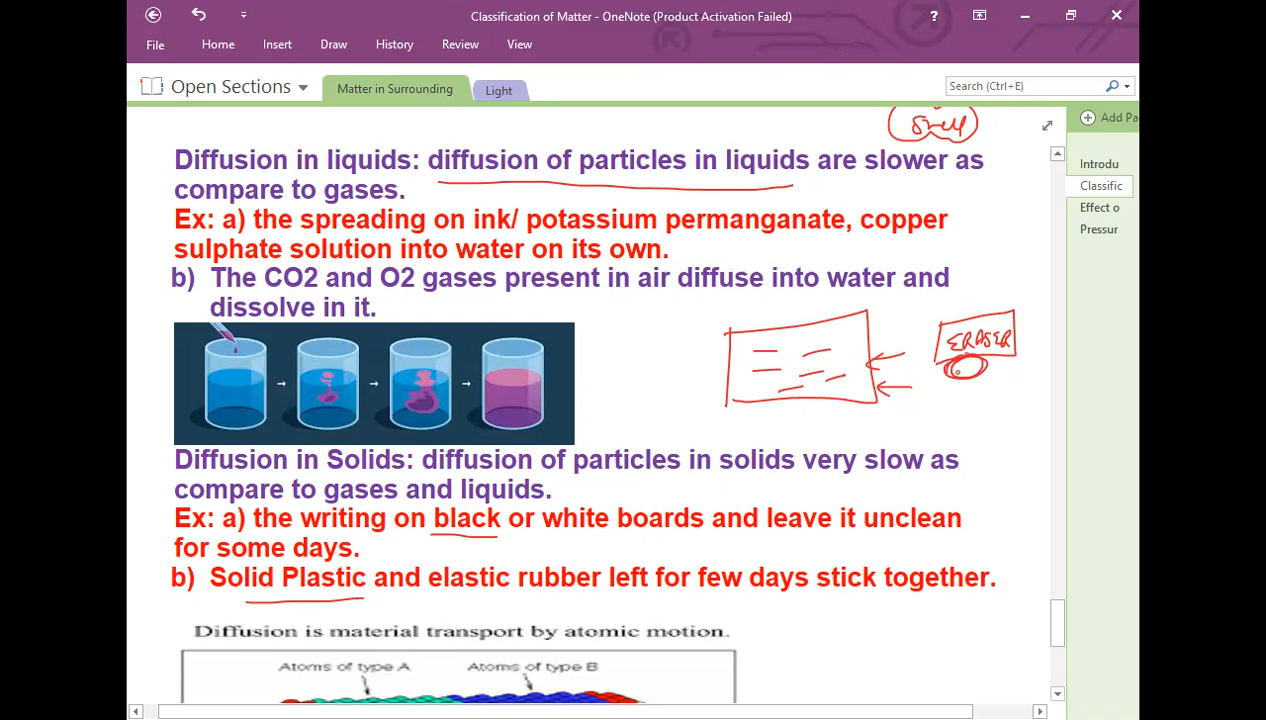 Classification of Matter - OneNote (Product Activation Failed)
?
File Home Insert Draw History Review View
Open Sections Matter in Surrounding Light Search (Ctrl+E)
Add Pa
Smell
Introdu
Classific
Effect o
Pressur
Diffusion in liquids: diffusion of particles in liquids are slower as
compare to gases.
Ex: a) the spreading on ink/ potassium permanganate, copper
sulphate solution into water on its own.
b) The CO2 and O2 gases present in air diffuse into water and
dissolve in it.
ERASER
Diffusion in Solids: diffusion of particles in solids very slow as
compare to gases and liquids.
Ex: a) the writing on black or white boards and leave it unclean
for some days.
b) Solid Plastic and elastic rubber left for few days stick together.
Diffusion is material transport by atomic motion.
Atoms of type A Atoms of type B